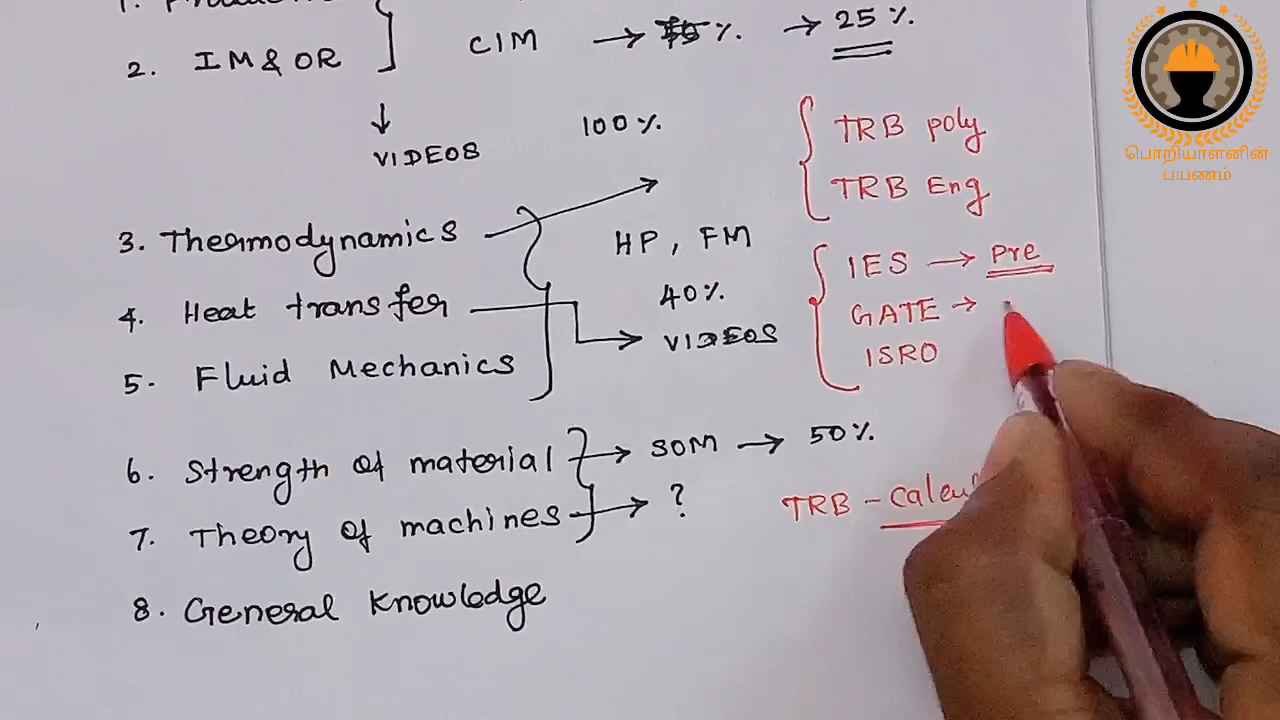 1.
2. IM & OR
CIM → %. → 25 %.
↓
VIDEOS
100 %.
3. Thermodynamics
HP, FM
4. Heat transfer
40 %.
VIDEOS
5. Fluid Mechanics
TRB poly
TRB Eng
IES → Pre
GATE →
ISRO
6. Strength of material → SOM → 50 %.
7. Theory of machines → ?
TRB -
8. General Knowledge
பொறியாளனின்
பயணம்